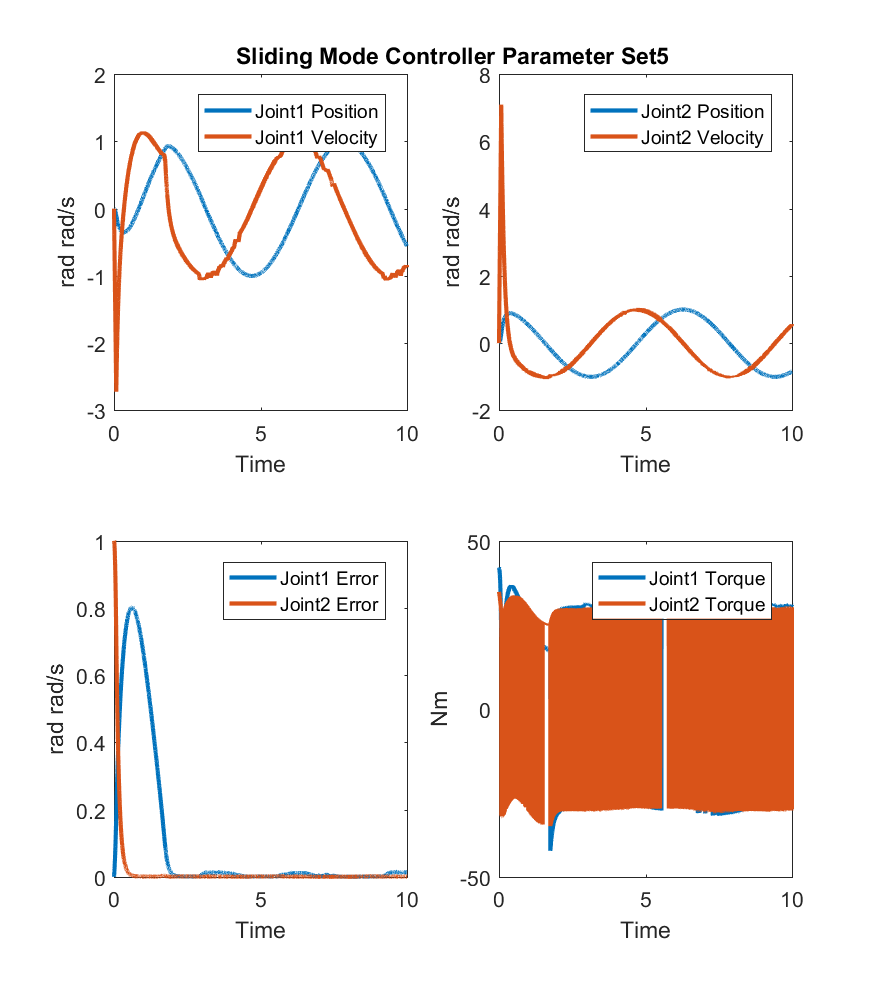 Sliding Mode Controller Parameter Set5
2
1
0
-1
-2
-3
rad rad/s
Joint1 Position
Joint1 Velocity
0
5
10
Time
8
6
4
2
0
-2
rad rad/s
Joint2 Position
Joint2 Velocity
0
5
10
Time
1
0.8
0.6
0.4
0.2
0
rad rad/s
Joint1 Error
Joint2 Error
0
5
10
Time
50
0
-50
Nm
Joint1 Torque
Joint2 Torque
0
5
10
Time